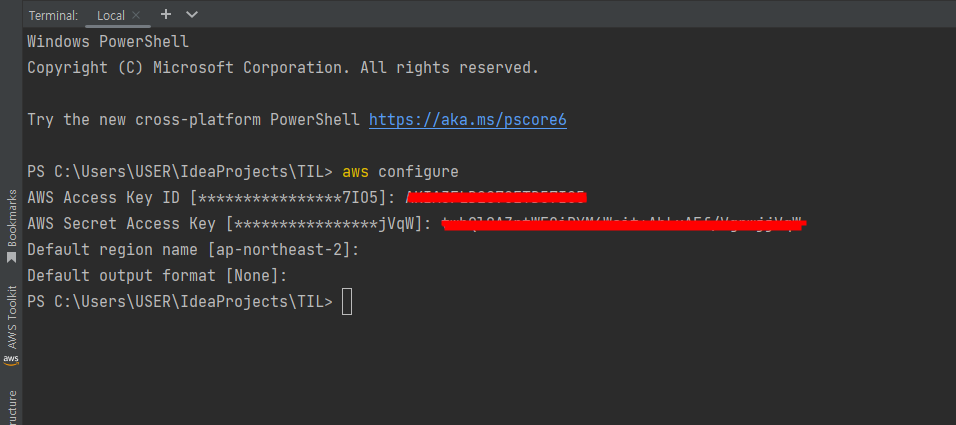 Terminal: Local × +
Windows PowerShell
Copyright (C) Microsoft Corporation. All rights reserved.
Try the new cross-platform PowerShell https://aka.ms/pscore6
PS C:\Users\USER\IdeaProjects\TIL> aws configure
AWS Access Key ID [****************7IO5]:
AWS Secret Access Key [****************jVqW]:
Default region name [ap-northeast-2]:
Default output format [None]:
PS C:\Users\USER\IdeaProjects\TIL>
Bookmarks
AWS Toolkit
aws
ructure